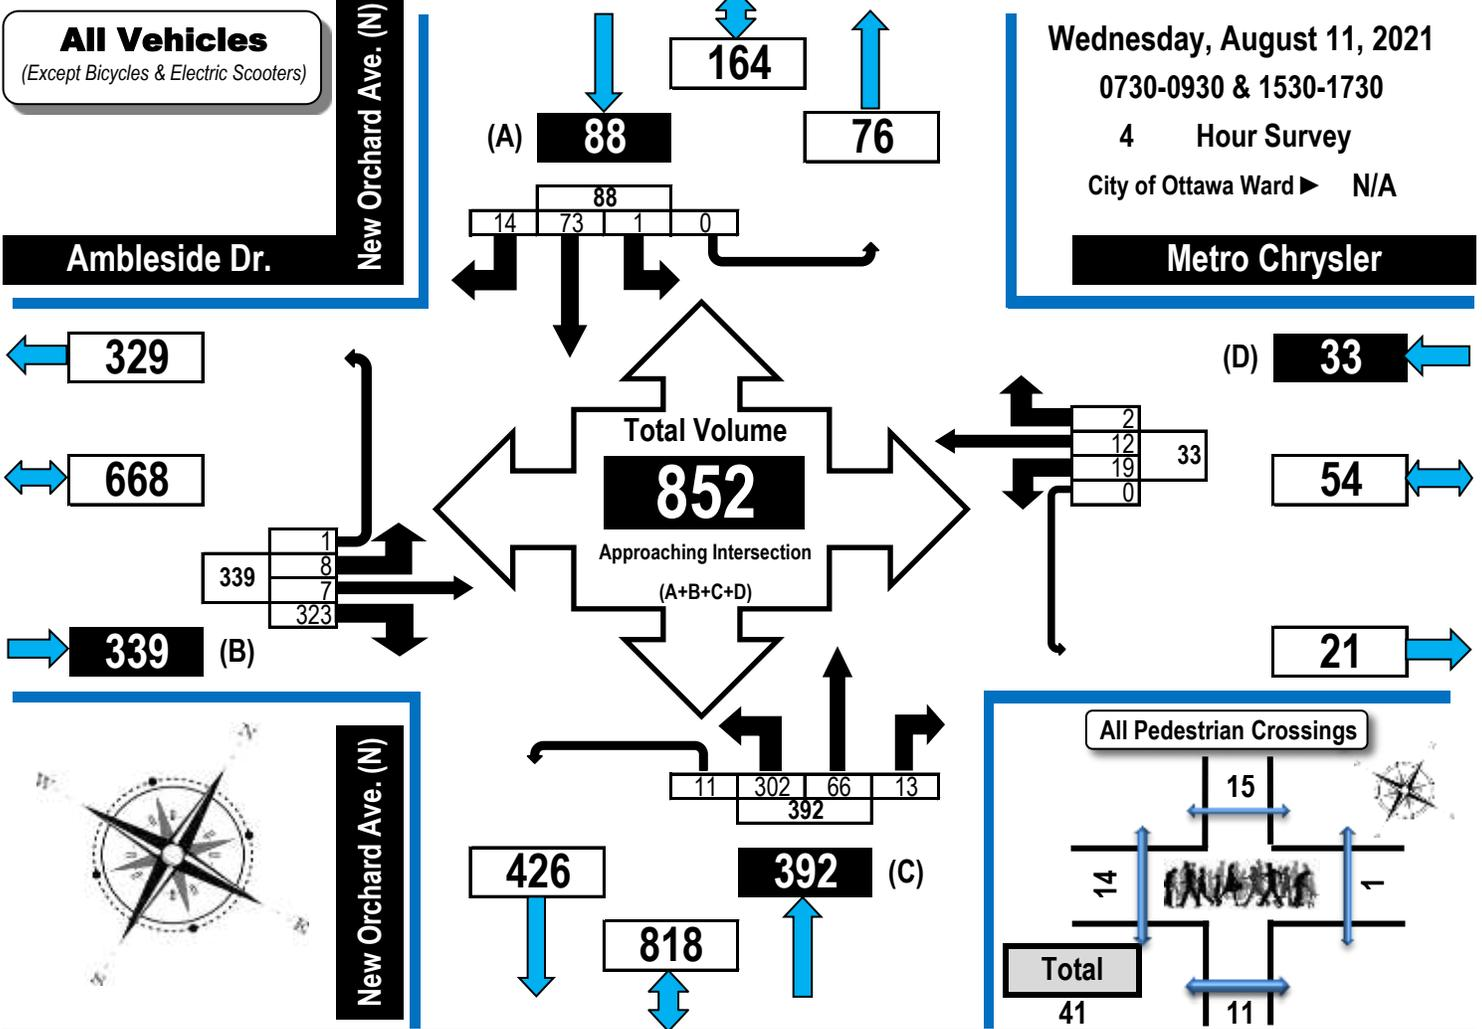 All Vehicles
(Except Bicycles & Electric Scooters)
New Orchard Ave. (N)
Ambleside Dr.
164
(A)
88
76
88
14
73
1
0
Wednesday, August 11, 2021
0730-0930 & 1530-1730
4 Hour Survey
City of Ottawa Ward ► N/A
Metro Chrysler
329
668
1
8
7
323
339
339
(B)
Total Volume
852
Approaching Intersection
(A+B+C+D)
(D)
33
2
12
19
0
33
54
21
N
W
E
S
New Orchard Ave. (N)
11
302
66
13
392
426
392
(C)
818
All Pedestrian Crossings
15
14
1
Total
41
11